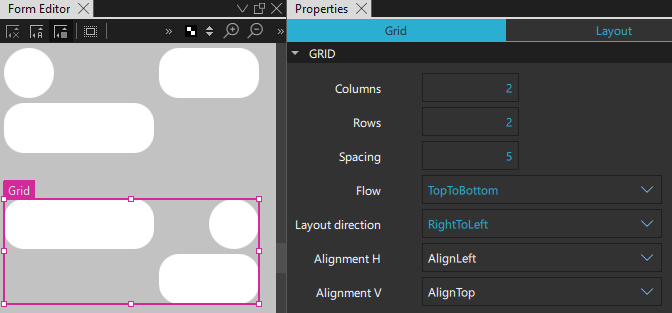 Form Editor
Properties
Grid
Layout
GRID
Columns 2
Rows 2
Spacing 5
Flow TopToBottom
Grid
Layout direction RightToLeft
Alignment H AlignLeft
Alignment V AlignTop